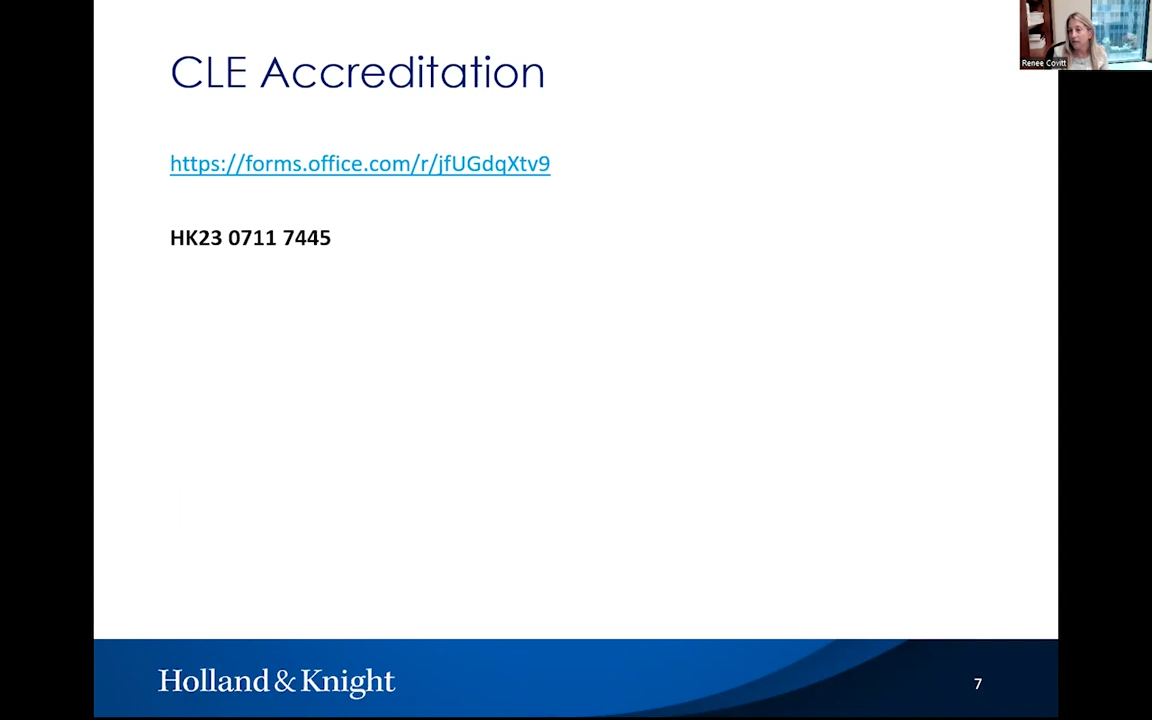 CLE Accreditation
Renee Covitt
https://forms.office.com/r/jfUGdqXtv9
HK23 0711 7445
Holland & Knight
7